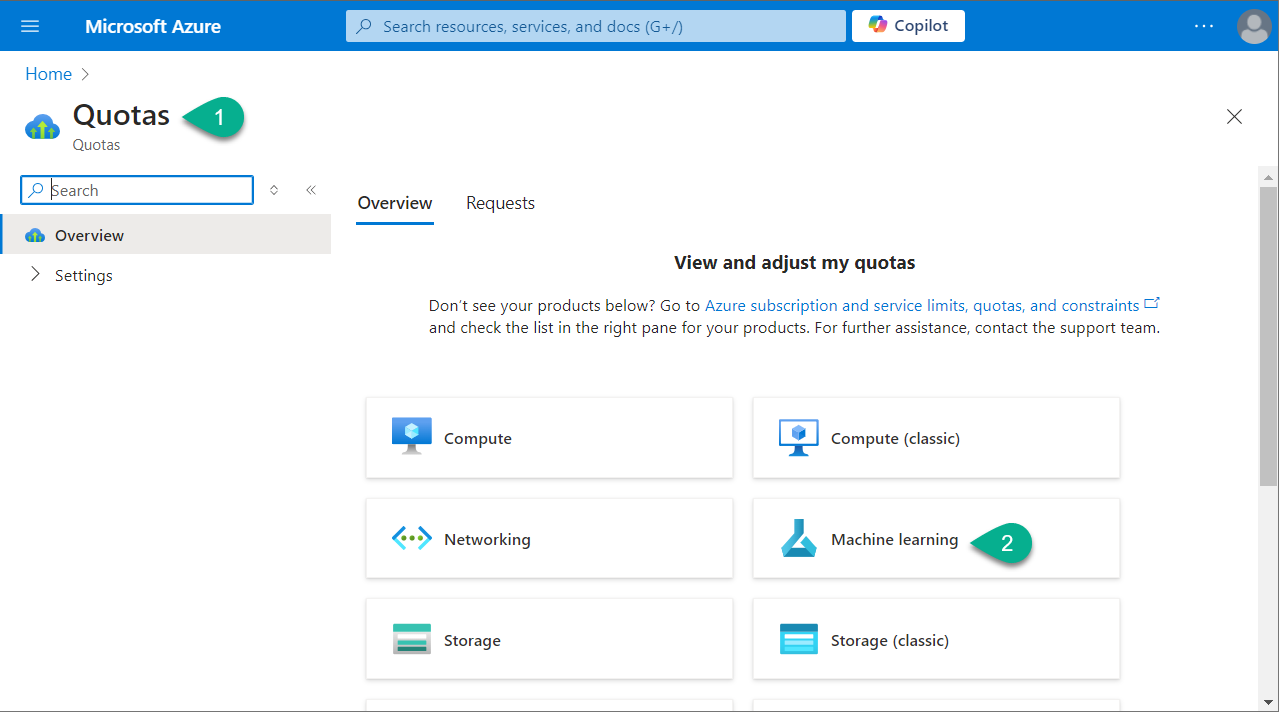 Microsoft Azure
Search resources, services, and docs (G+/)
Copilot
Home
Quotas
1
Quotas
Search
Overview
Settings
Overview
Requests
View and adjust my quotas
Don’t see your products below? Go to Azure subscription and service limits, quotas, and constraints
and check the list in the right pane for your products. For further assistance, contact the support team.
Compute
Compute (classic)
Networking
Machine learning
2
Storage
Storage (classic)